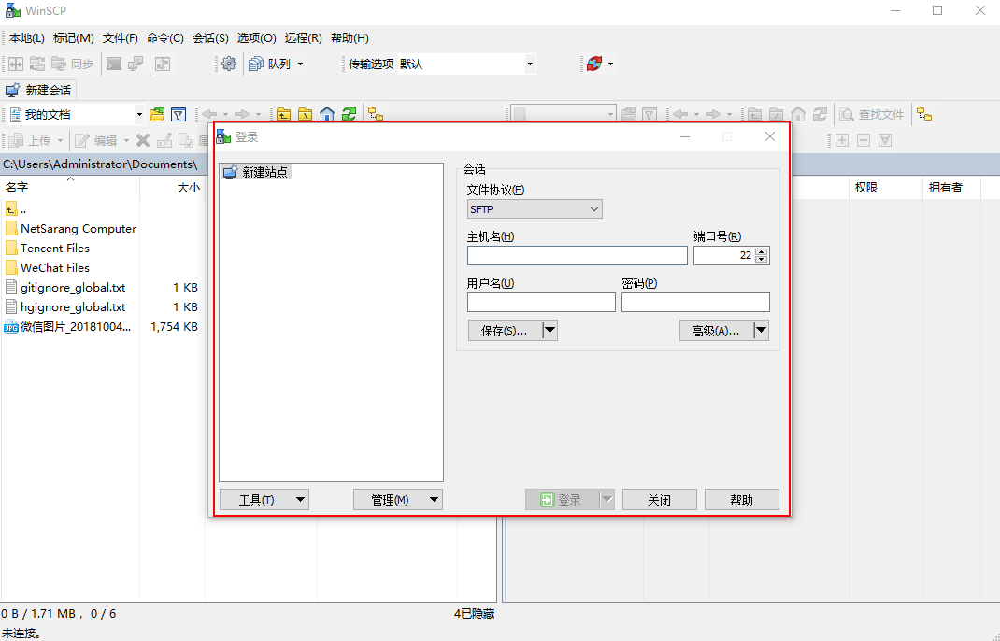 WinSCP
本地(L) 标记(M) 文件(F) 命令(C) 会话(S) 选项(O) 远程(R) 帮助(H)
同步 队列 传输选项 默认
新建会话
我的文档 查找文件
上传 编辑
C:\Users\Administrator\Documents\
名字 大小 权限 拥有者
..
NetSarang Computer
Tencent Files
WeChat Files
gitignore_global.txt 1 KB
hgignore_global.txt 1 KB
微信图片_20181004... 1,754 KB
登录
新建站点
会话
文件协议(F)
SFTP
主机名(H) 端口号(R)
22
用户名(U) 密码(P)
保存(S)... 高级(A)...
工具(T) 管理(M) 登录 关闭 帮助
0 B / 1.71 MB， 0 / 6 4已隐藏
未连接。